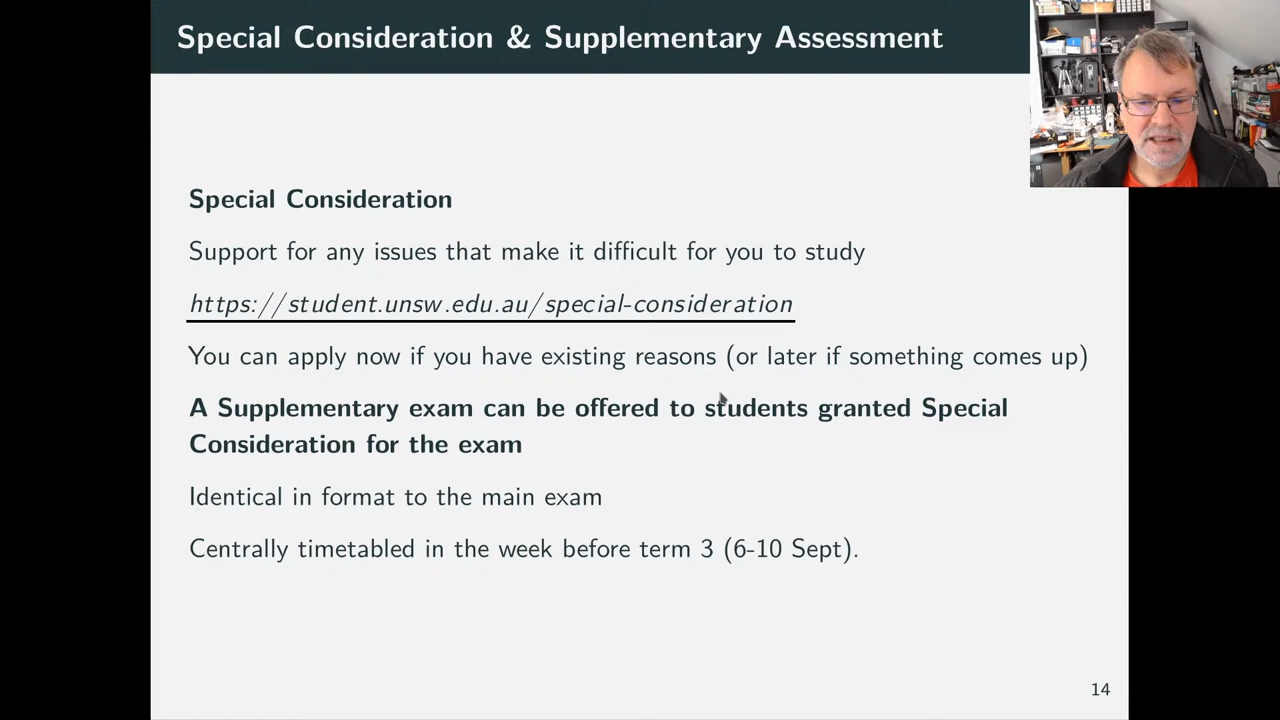 Special Consideration & Supplementary Assessment
Special Consideration
Support for any issues that make it difficult for you to study
https://student.unsw.edu.au/special-consideration
You can apply now if you have existing reasons (or later if something comes up)
A Supplementary exam can be offered to students granted Special
Consideration for the exam
Identical in format to the main exam
Centrally timetabled in the week before term 3 (6-10 Sept).
14